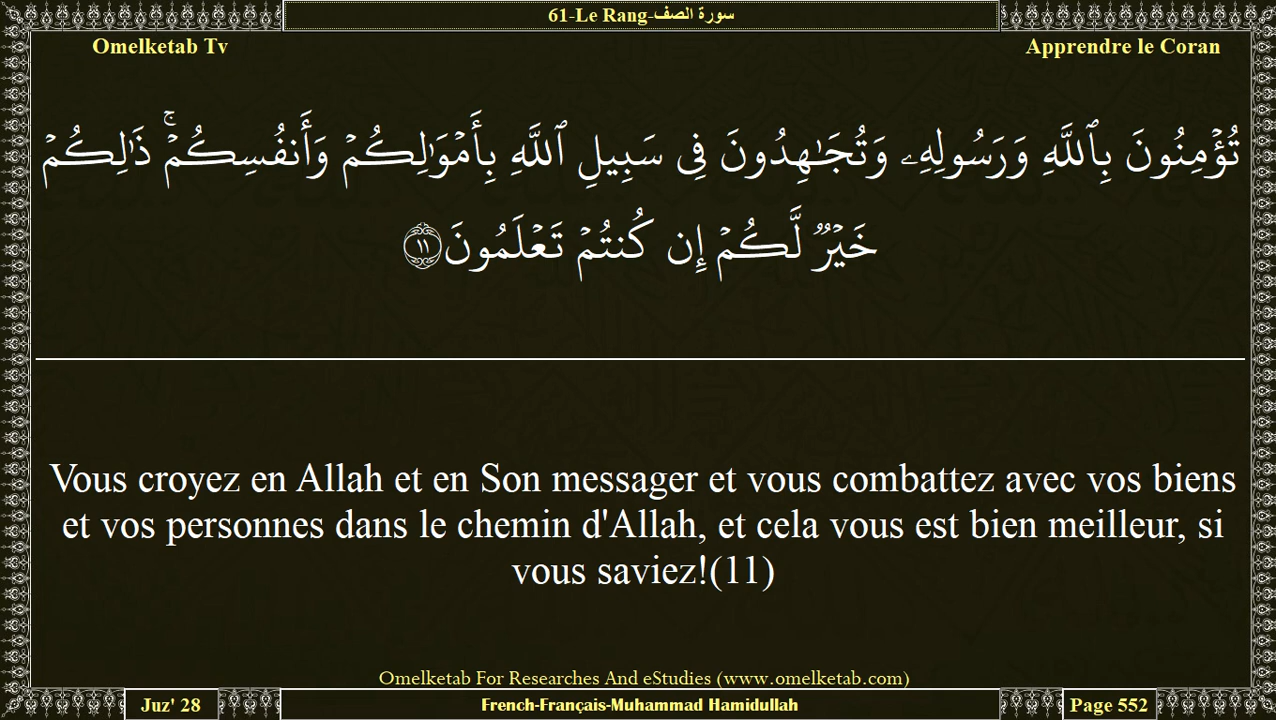 61-Le Rang-سورة الصف
Omelketab Tv
Apprendre le Coran
تُؤۡمِنُونَ بِٱللَّهِ وَرَسُولِهِۦ وَتُجَٰهِدُونَ فِي سَبِيلِ ٱللَّهِ بِأَمۡوَٰلِكُمۡ وَأَنفُسِكُمۡۚ ذَٰلِكُمۡ
خَيۡرٞ لَّكُمۡ إِن كُنتُمۡ تَعۡلَمُونَ ١١
Vous croyez en Allah et en Son messager et vous combattez avec vos biens
et vos personnes dans le chemin d'Allah, et cela vous est bien meilleur, si
vous saviez!(11)
Omelketab For Researches And eStudies (www.omelketab.com)
Juz' 28
French-Français-Muhammad Hamidullah
Page 552